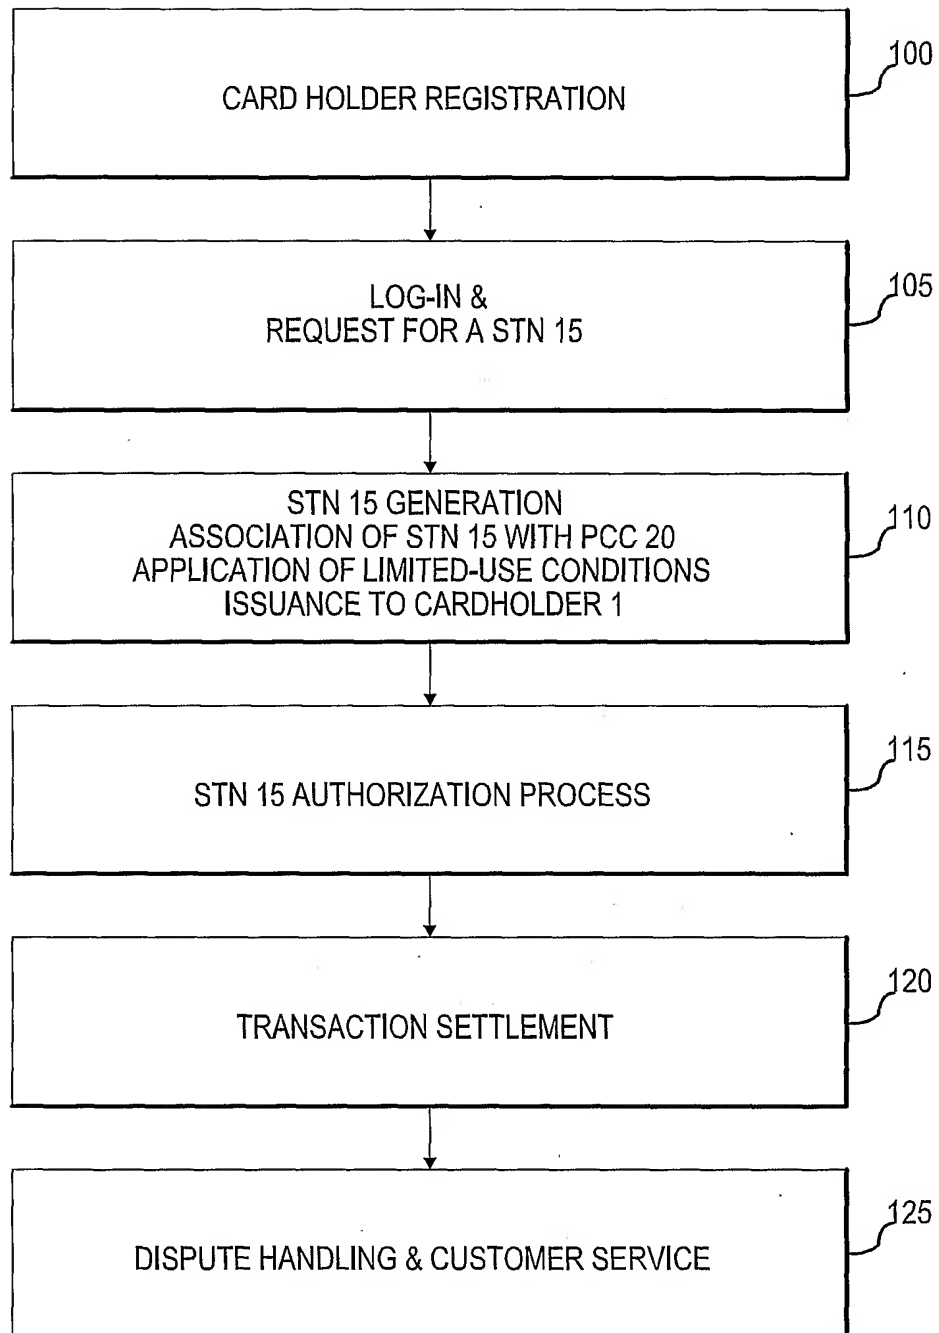 CARD HOLDER REGISTRATION
100
LOG-IN &
REQUEST FOR A STN 15
105
STN 15 GENERATION
ASSOCIATION OF STN 15 WITH PCC 20
APPLICATION OF LIMITED-USE CONDITIONS
ISSUANCE TO CARDHOLDER 1
110
STN 15 AUTHORIZATION PROCESS
115
TRANSACTION SETTLEMENT
120
DISPUTE HANDLING & CUSTOMER SERVICE
125